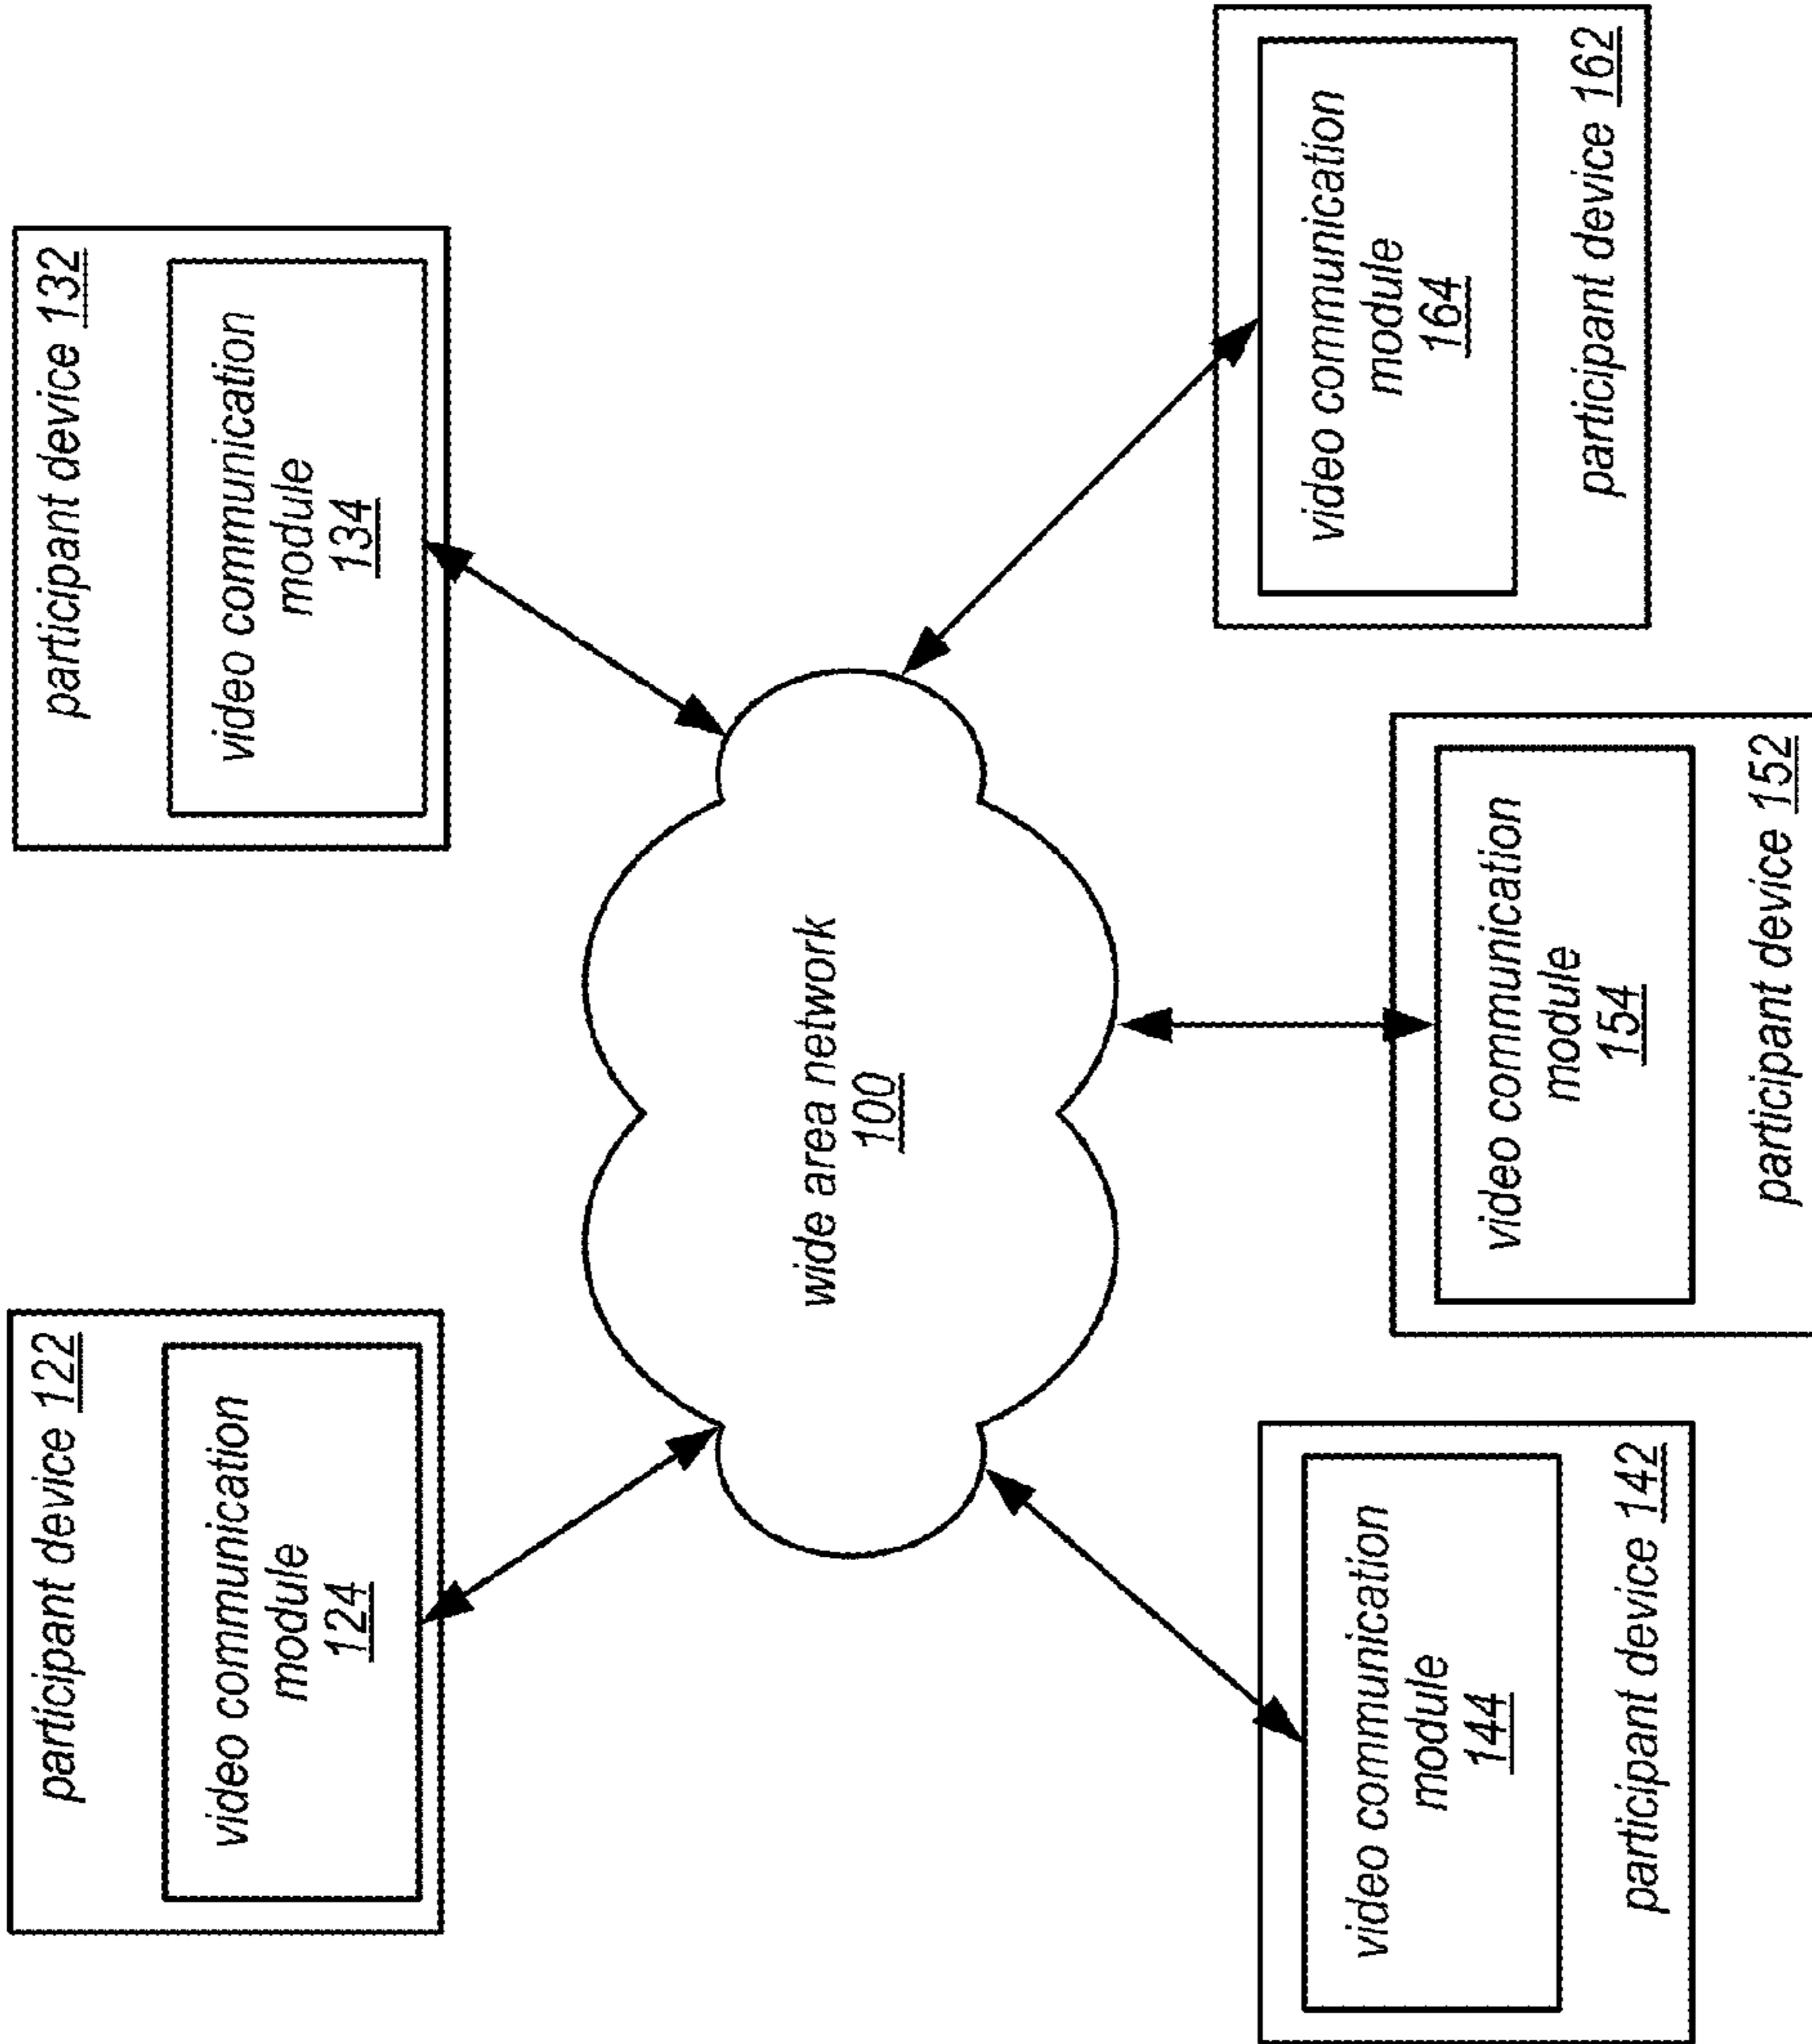 participant device 122
video communication
module
124
participant device 132
video communication
module
134
wide area network
100
video communication
module
144
participant device 142
video communication
module
154
participant device 152
video communication
module
164
participant device 162